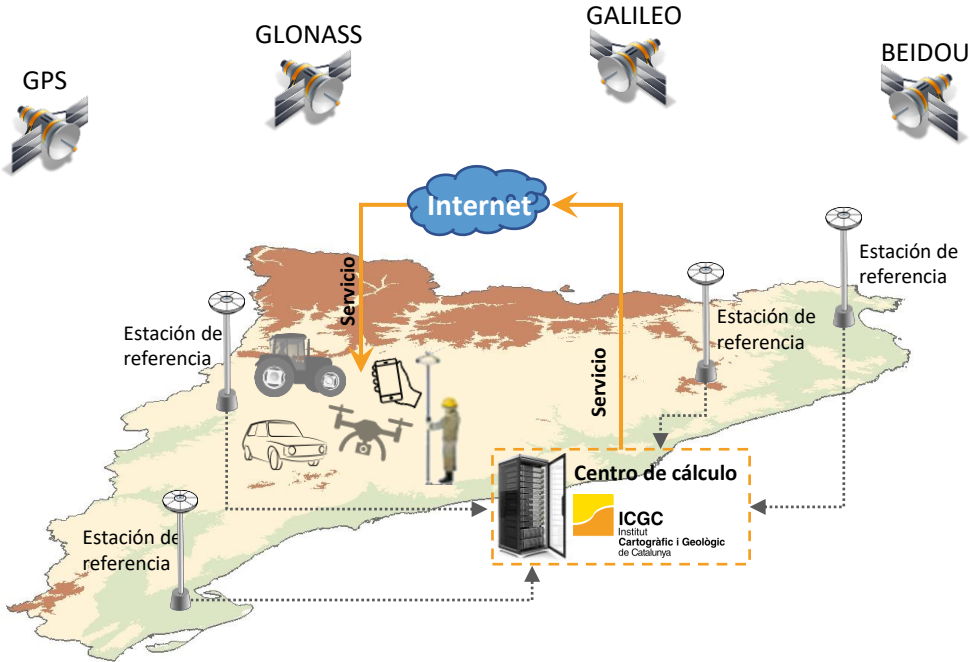 GPS
GLONASS
GALILEO
BEIDOU
Internet
Servicio
Servicio
Estación de
referencia
Estación de
referencia
Estación de
referencia
Estación de
referencia
Centro de cálculo
ICGC
Institut
Cartogràfic i Geològic
de Catalunya